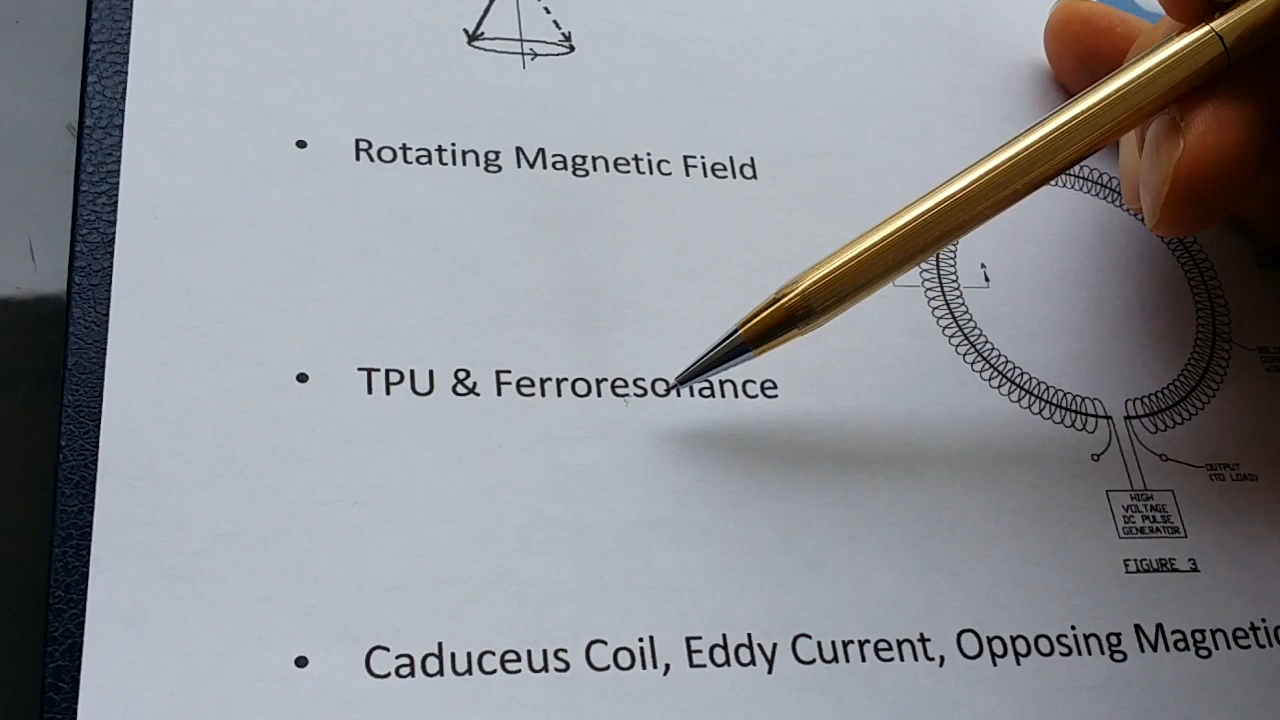 Rotating Magnetic Field
TPU & Ferroresonance
OUTPUT
(TO LOAD)
HIGH
VOLTAGE
DC PULSE
GENERATOR
FIGURE 3
Caduceus Coil, Eddy Current, Opposing Magnetic